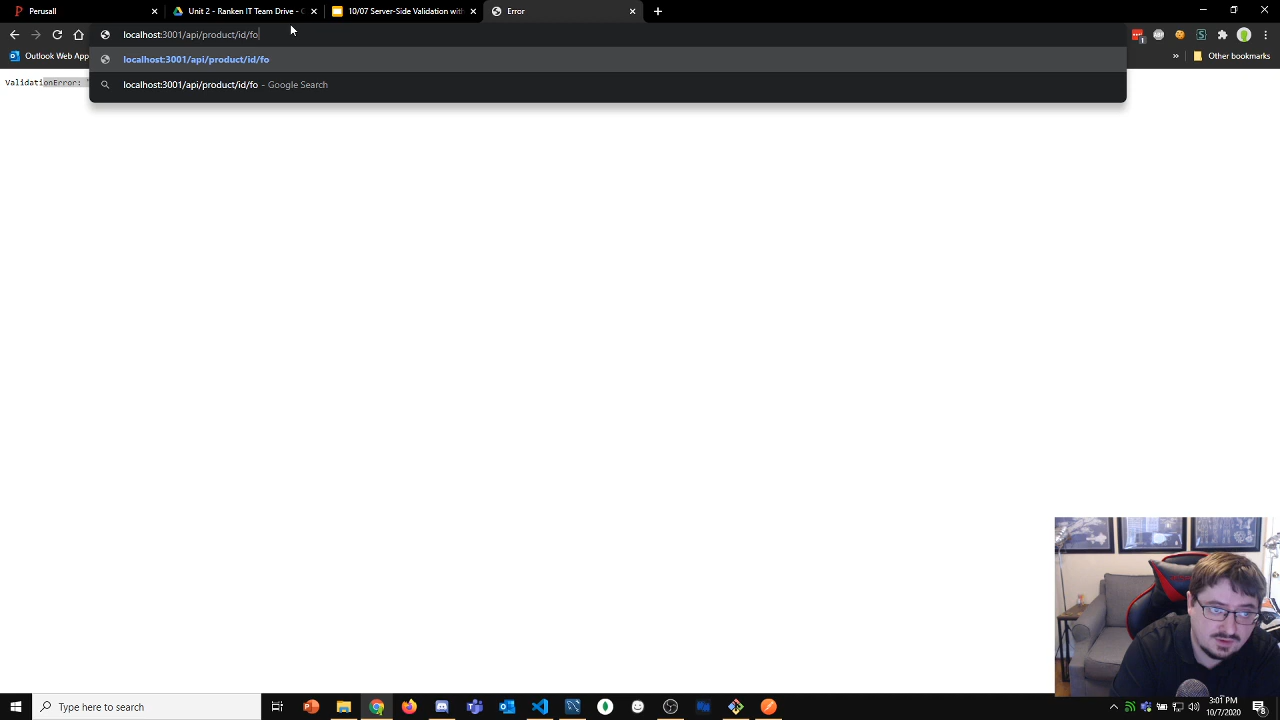 Perusall
Unit 2 - Ranken IT Team Drive - G
10/07 Server-Side Validation with
Error
localhost:3001/api/product/id/fo
Outlook Web App
Other bookmarks
localhost:3001/api/product/id/fo
localhost:3001/api/product/id/fo - Google Search
ValidationError: "
Type here to search
3:01 PM
10/7/2020